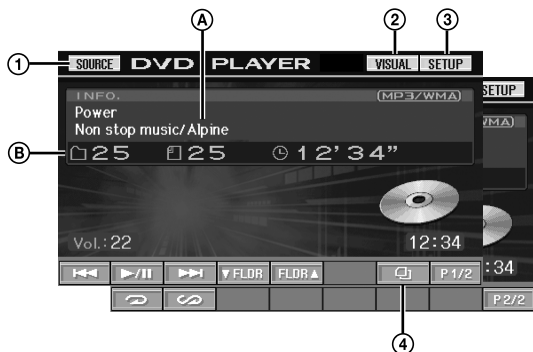 A 2 3
1 SOURCE DVD PLAYER VISUAL SETUP
SETUP
INFO. (MP3/WMA)
Power
Non stop music/Alpine
B 25 25 12’34”
Vol.: 22 12:34
:34
▼FLDR FLDR▲ P 1/2
P 2/2
4